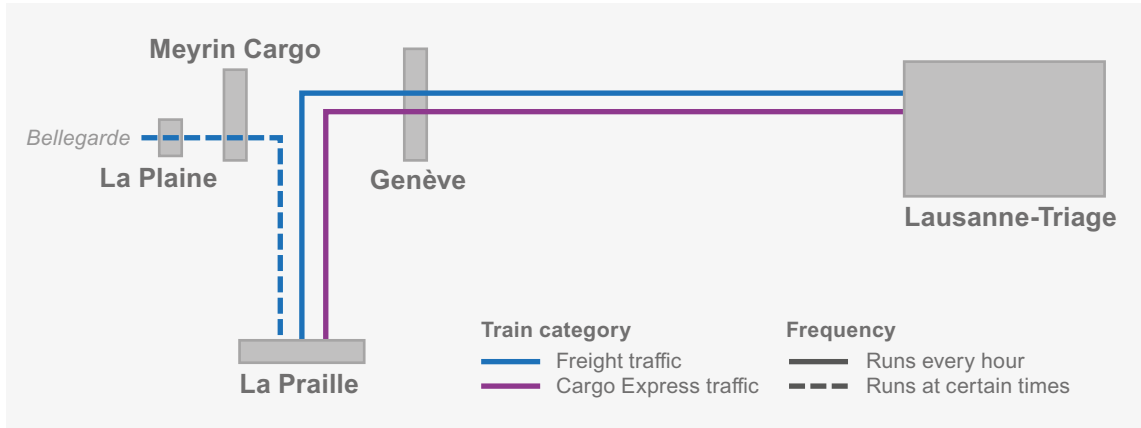 Meyrin Cargo
Bellegarde
La Plaine
Genève
Lausanne-Triage
La Praille
Train category
Freight traffic
Cargo Express traffic
Frequency
Runs every hour
Runs at certain times